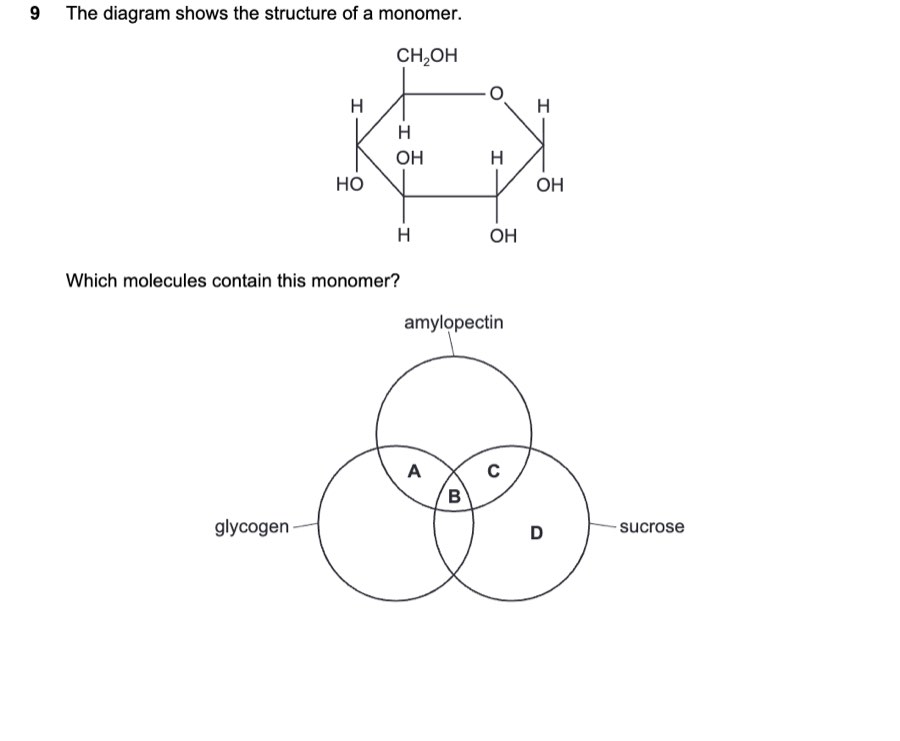 9 The diagram shows the structure of a monomer.
CH₂OH
O
H H
H
OH H
HO OH
H OH
Which molecules contain this monomer?
amylopectin
A C
B
glycogen D sucrose